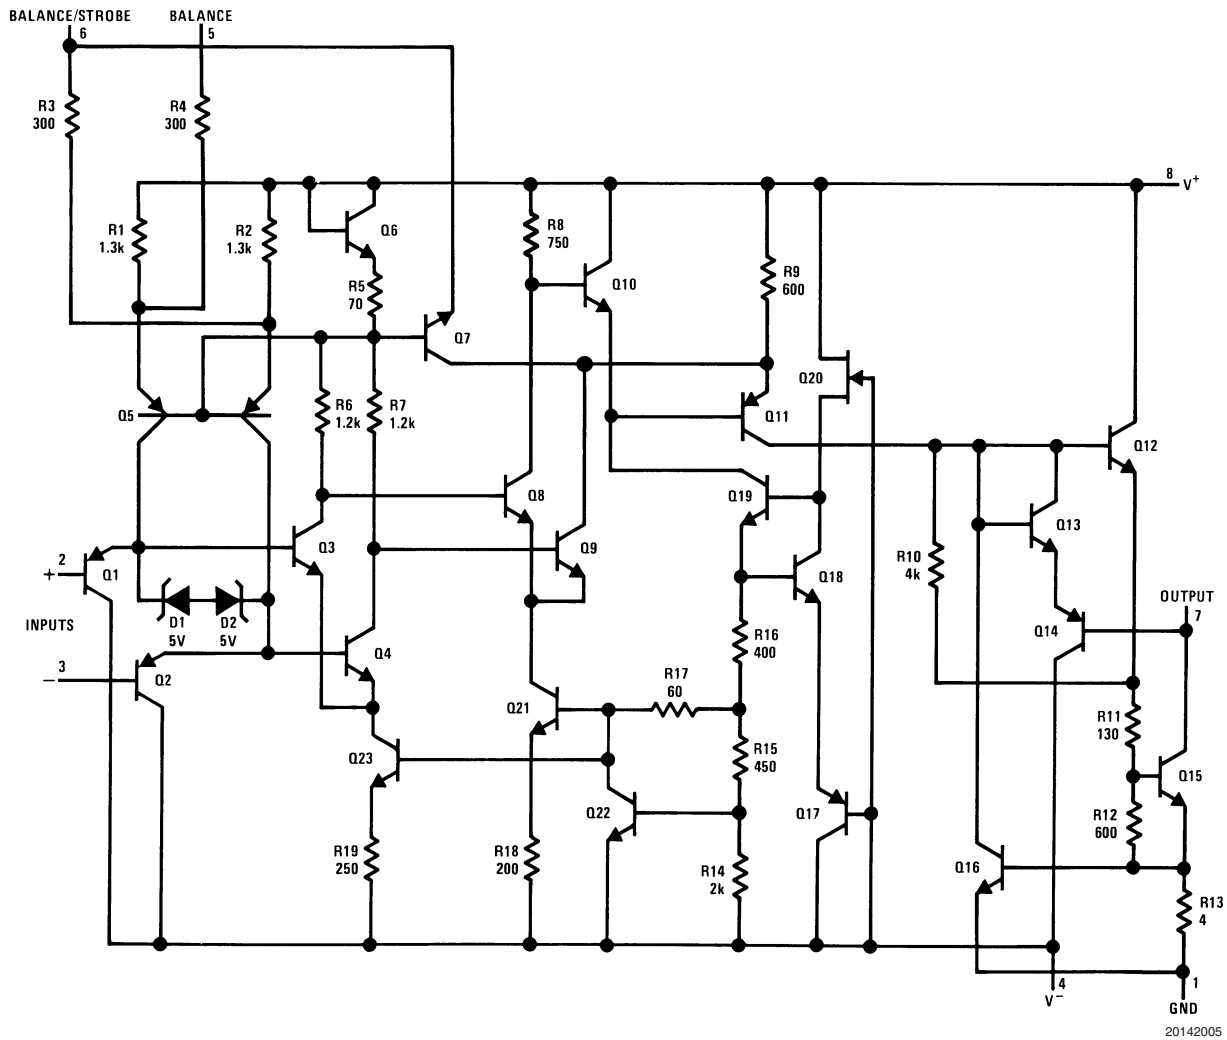 BALANCE/STROBE
6
BALANCE
5
R3
300
R4
300
8
V+
R1
1.3k
R2
1.3k
Q6
R8
750
R5
70
Q10
R9
600
Q7
Q20
Q5
R6
1.2k
R7
1.2k
Q11
Q12
Q8
Q19
Q13
Q3
Q9
R10
4k
2
+
Q1
Q18
D1
5V
D2
5V
INPUTS
OUTPUT
7
Q14
R16
400
3
−
Q2
Q4
R17
60
Q21
R11
130
Q23
R15
450
Q15
Q22
Q17
R12
600
R19
250
R18
200
R14
2k
Q16
R13
4
4
V−
1
GND
20142005